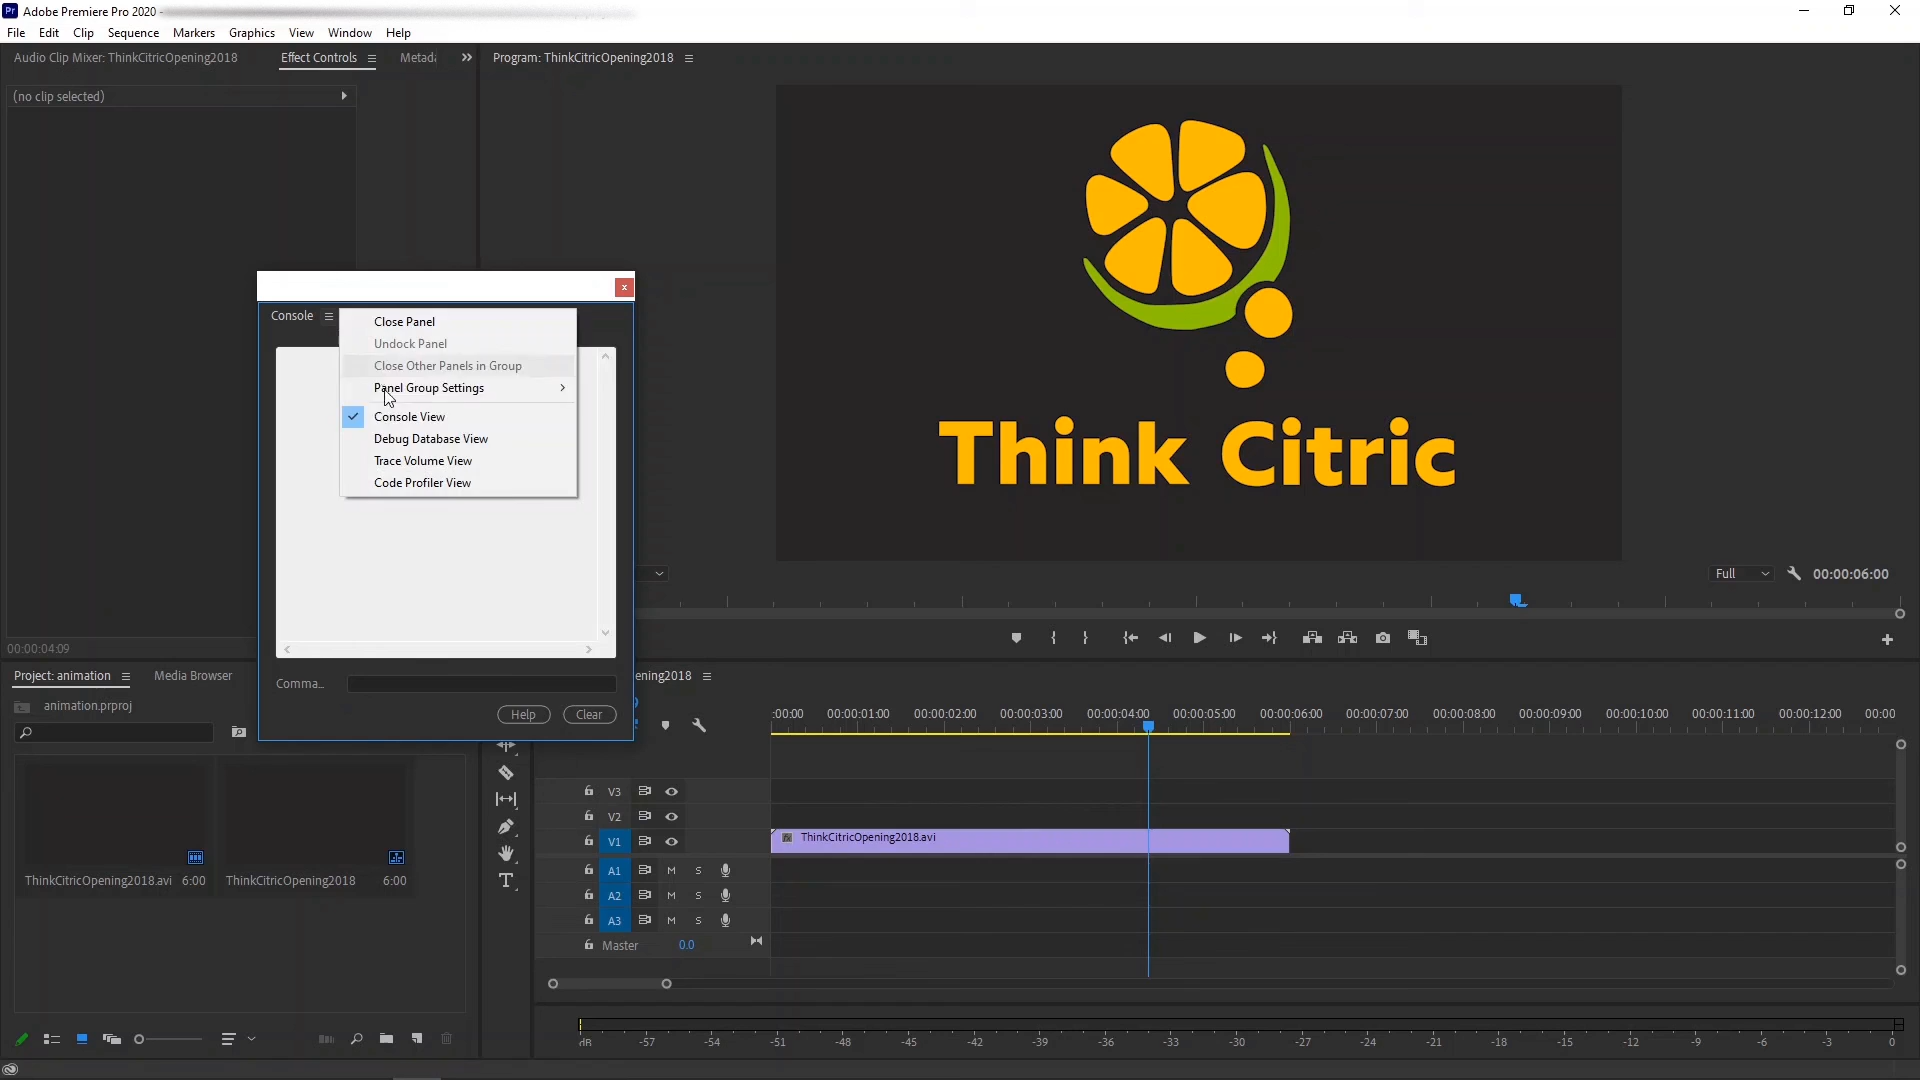 Pr Adobe Premiere Pro 2020 -
File Edit Clip Sequence Markers Graphics View Window Help
Audio Clip Mixer: ThinkCitricOpening2018 Effect Controls Metada
Program: ThinkCitricOpening2018
(no clip selected)
Console
Close Panel
Undock Panel
Close Other Panels in Group
Panel Group Settings
Console View
Debug Database View
Trace Volume View
Code Profiler View
Think Citric
Full 00:00:06:00
00:00:04:09
Comma...
Help Clear
Project: animation Media Browser
animation.prproj
ening2018
:00:00 00:00:01:00 00:00:02:00 00:00:03:00 00:00:04:00 00:00:05:00 00:00:06:00 00:00:07:00 00:00:08:00 00:00:09:00 00:00:10:00 00:00:11:00 00:00:12:00 00:00
V3
V2
V1 fx ThinkCitricOpening2018.avi
A1 M S
A2 M S
A3 M S
Master 0.0
ThinkCitricOpening2018.avi 6:00
ThinkCitricOpening2018 6:00
dB -57 -54 -51 -48 -45 -42 -39 -36 -33 -30 -27 -24 -21 -18 -15 -12 -9 -6 -3 0